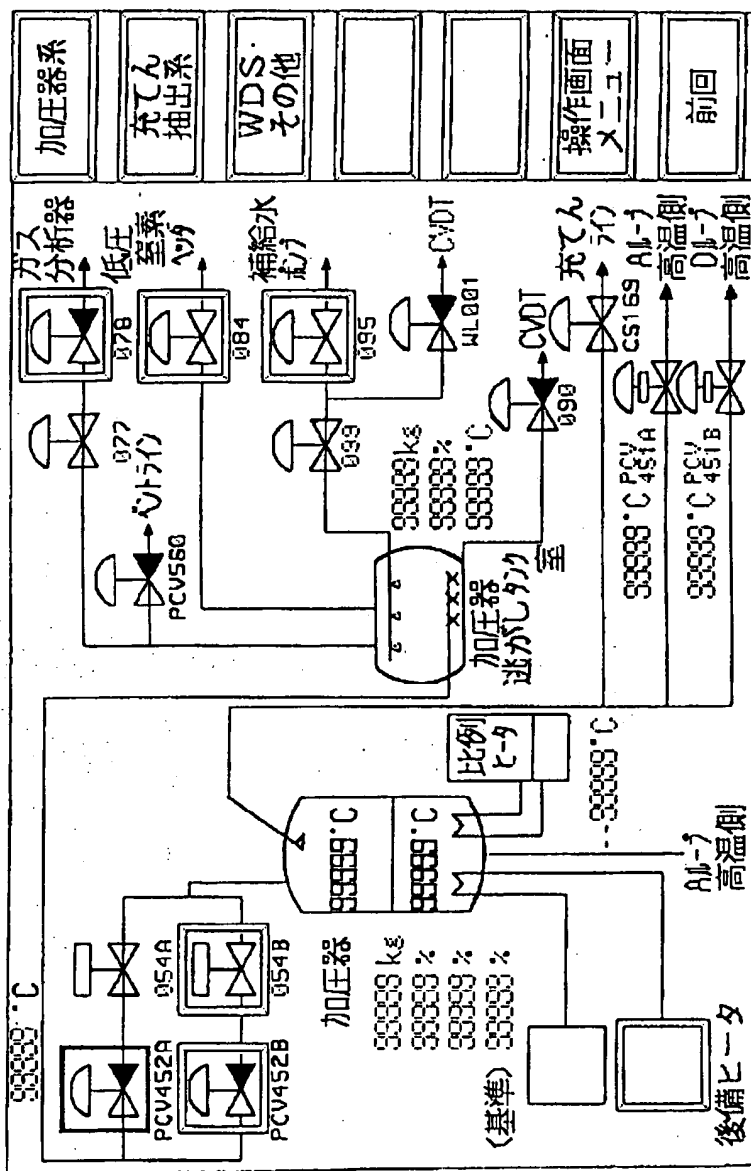 加圧器系
充てん
抽出系
WDS・
その他
操作画面
メニュー
前回
99999°C
PCV452A
054A
PCV452B
054B
PCV560
ベントライン
077
078
ガス
分析器
084
低圧
窒素
ヘッダ
099
095
補給水
ポンプ
WL001
CVDT
99999kg
99999%
99999°C
090
CVDT
加圧器
逃がしタンク
室
CS169
充てん
ライン
99999°C
PCV
451A
Aループ
高温側
99999°C
PCV
451B
Dループ
高温側
加圧器
99999°C
99999°C
99999kg
99999%
99999%
(基準)
99999%
比例
ヒータ
99999°C
Aループ
高温側
後備ヒータ